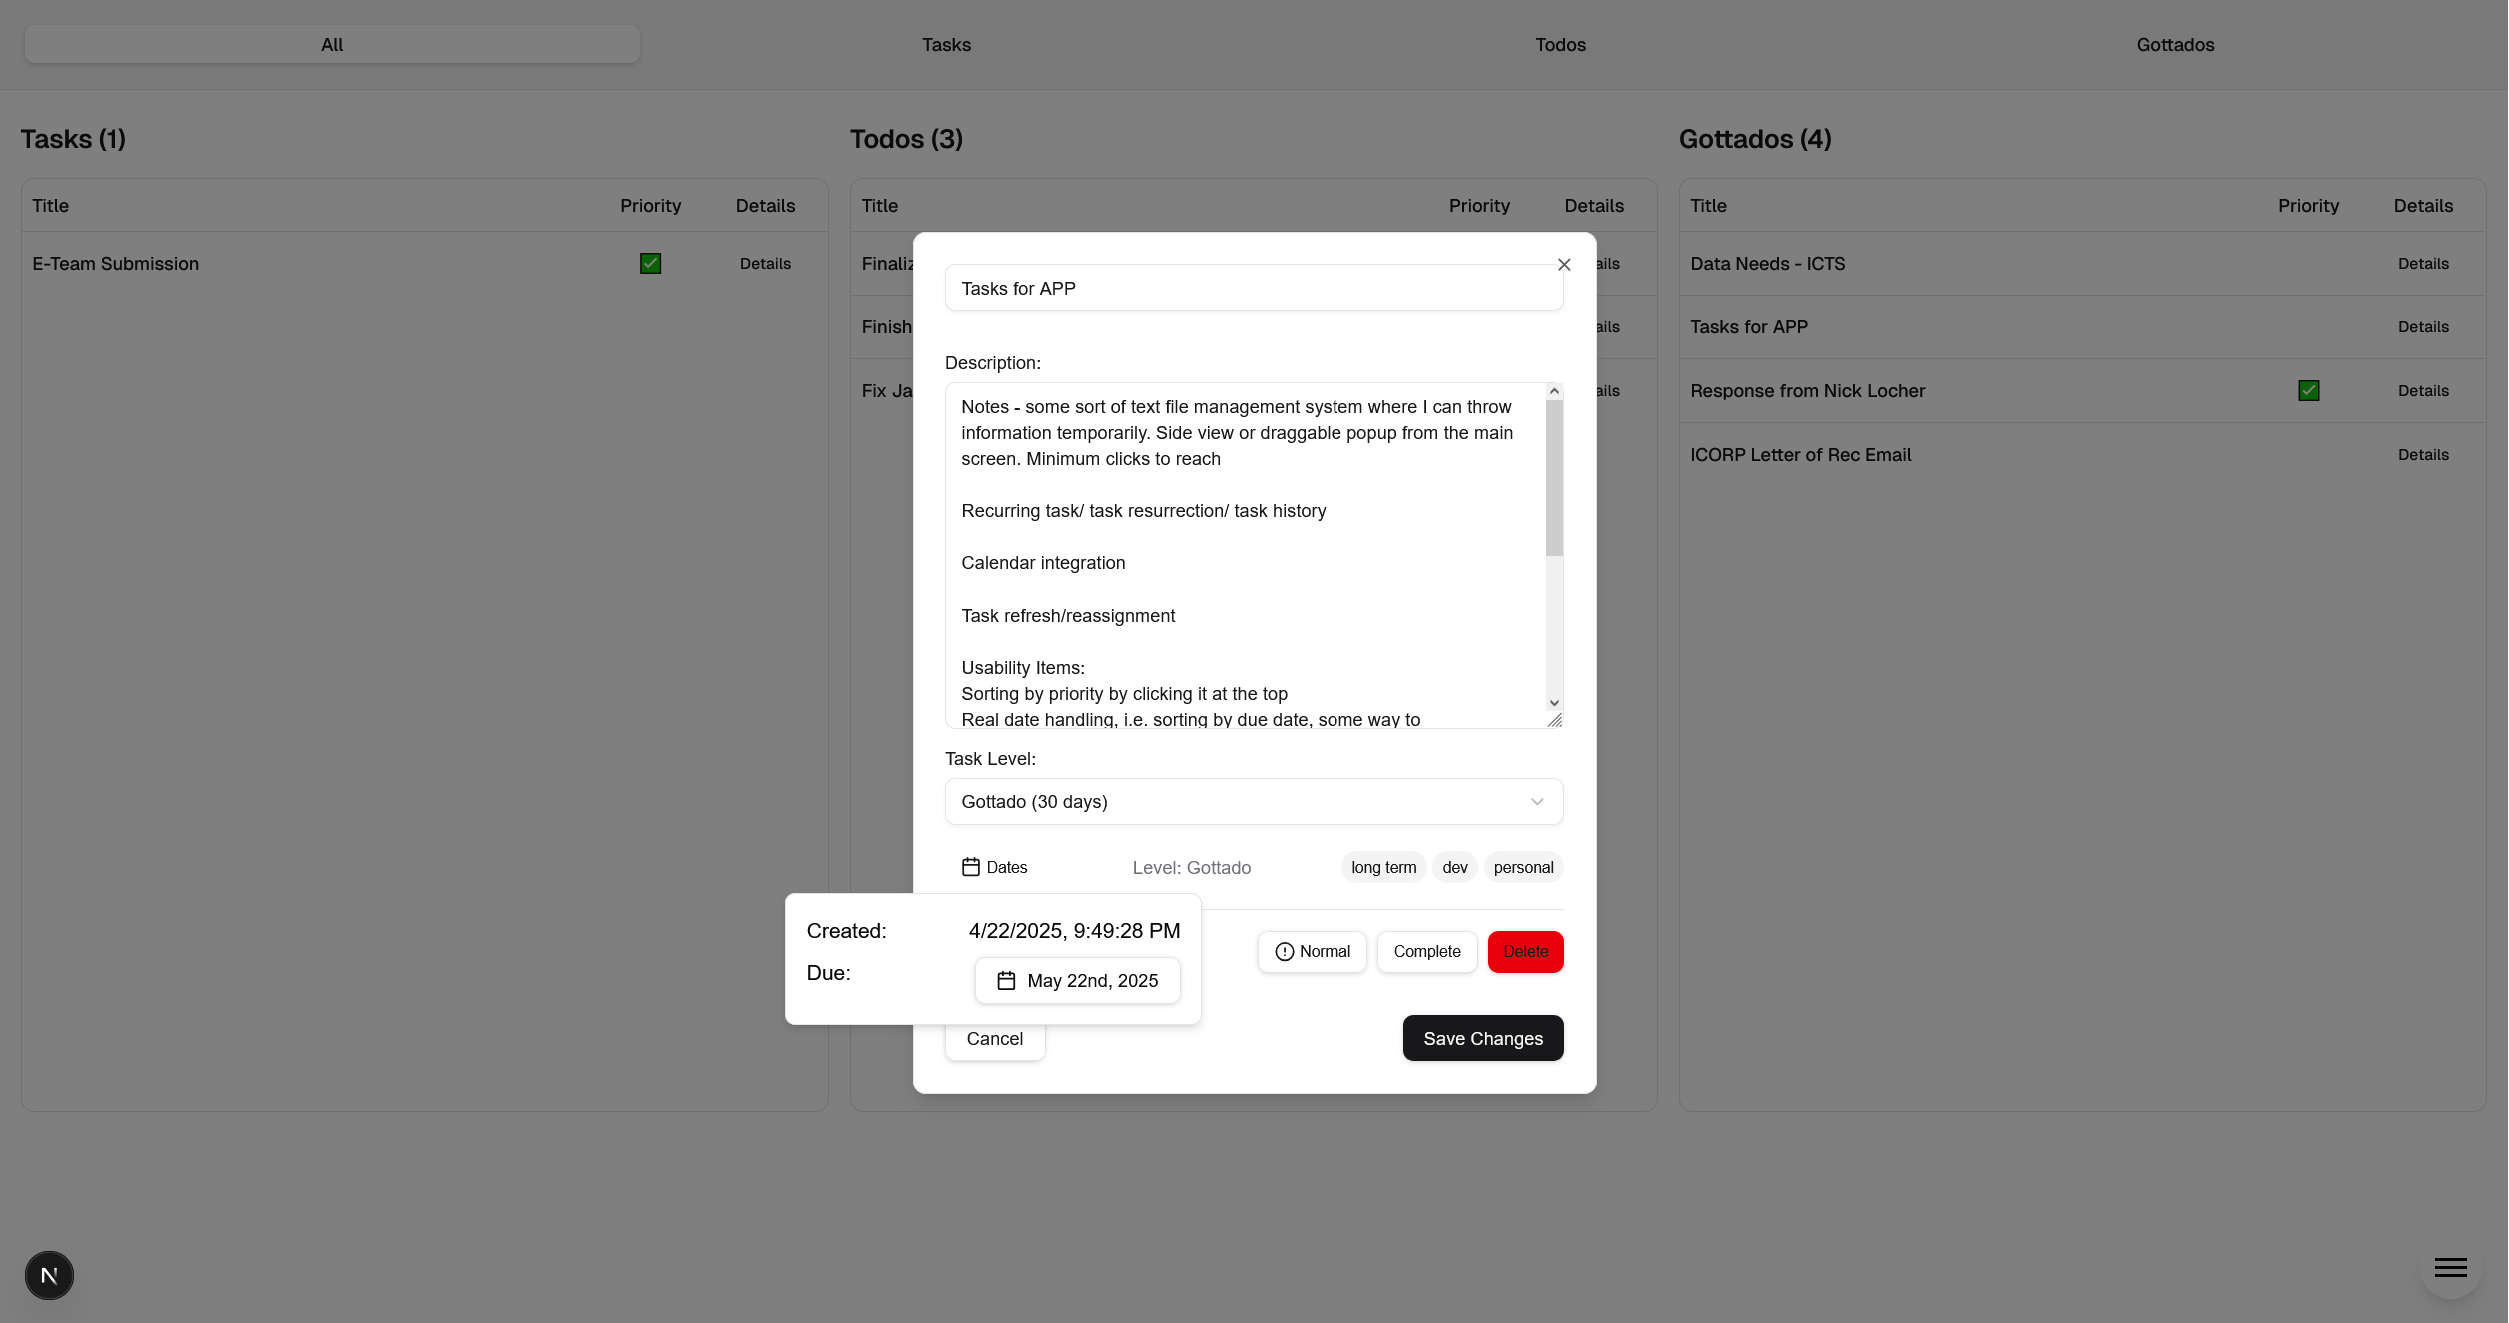 All
Tasks
Todos
Gottados
Tasks (1)
Title Priority Details
E-Team Submission Details
Todos (3)
Title Priority Details
Finaliz ails
Finish ails
Fix Ja ails
Gottados (4)
Title Priority Details
Data Needs - ICTS Details
Tasks for APP Details
Response from Nick Locher Details
ICORP Letter of Rec Email Details
Tasks for APP
Description:
Notes - some sort of text file management system where I can throw
information temporarily. Side view or draggable popup from the main
screen. Minimum clicks to reach
Recurring task/ task resurrection/ task history
Calendar integration
Task refresh/reassignment
Usability Items:
Sorting by priority by clicking it at the top
Real date handling, i.e. sorting by due date, some way to
Task Level:
Gottado (30 days)
Dates
Level: Gottado
long term
dev
personal
Created: 4/22/2025, 9:49:28 PM
Due: May 22nd, 2025
Normal
Complete
Delete
Cancel
Save Changes
N